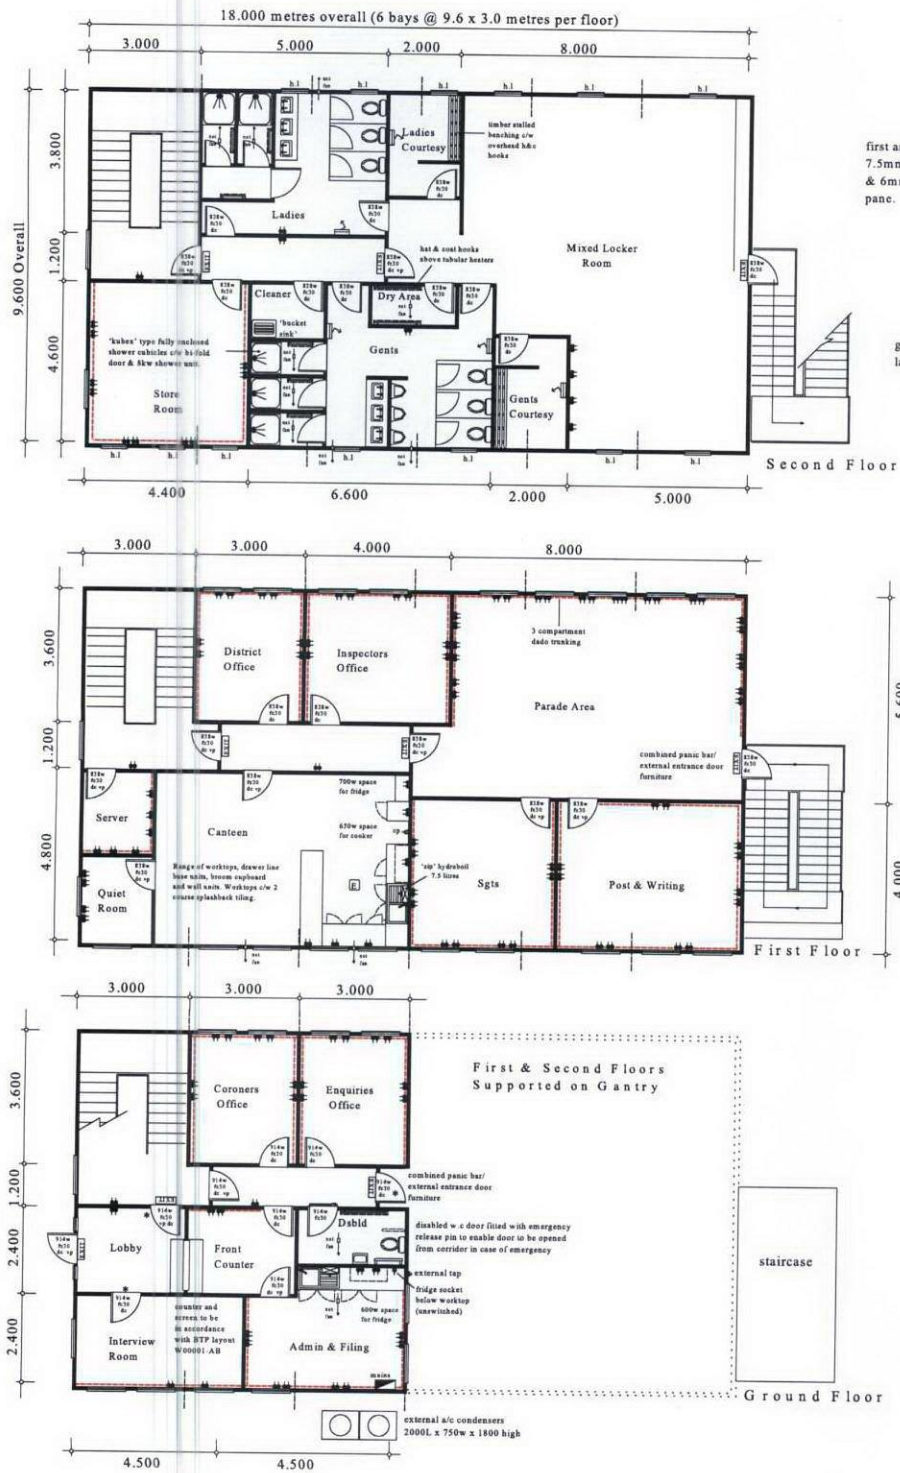 18.000 metres overall (6 bays @ 9.6 x 3.0 metres per floor)
3.000
5.000
2.000
8.000
9.600 Overall
3.800
1.200
4.600
Ladies
Courtesy
timber slatted
benching c/w
overhead h&c
hooks
Ladies
Mixed Locker
Room
hat & coat hooks
above tubular heaters
Cleaner
'bucket
sink'
Dry Area
Gents
'kubex' type fully enclosed
shower cubicles c/w bi-fold
door & 8kw shower unit.
Store
Room
Gents
Courtesy
first a
7.5mm
& 6m
pane.
g
la
Second Floor
4.400
6.600
2.000
5.000
3.000
3.000
4.000
8.000
3.600
1.200
4.800
5.600
4.000
District
Office
Inspectors
Office
3 compartment
dado trunking
Parade Area
combined panic bar/
external entrance door
furniture
700w space
for fridge
650w space
for cooker
Server
Canteen
Range of worktops, drawer line
base units, broom cupboard
and wall units. Worktops c/w 2
course splashback tiling.
'zip' hydroboil
7.5 litres
Quiet
Room
Sgts
Post & Writing
First Floor
3.000
3.000
3.000
3.600
1.200
2.400
2.400
Coroners
Office
Enquiries
Office
First & Second Floors
Supported on Gantry
combined panic bar/
external entrance door
furniture
Dsbld
disabled w.c door fitted with emergency
release pin to enable door to be opened
from corridor in case of emergency
Lobby
Front
Counter
external tap
fridge socket
below worktop
(unswitched)
staircase
counter and
screen to be
in accordance
with BTP layout
W00001-AB
600w space
for fridge
Interview
Room
Admin & Filing
mains
Ground Floor
external a/c condensers
2000L x 750w x 1800 high
4.500
4.500